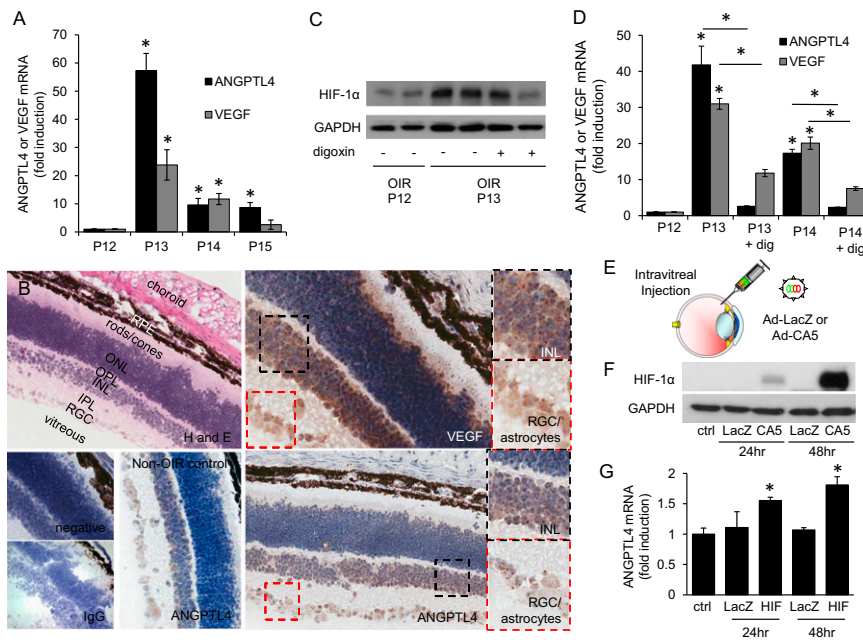 A
ANGPTL4 or VEGF mRNA
(fold induction)
70
60
50
40
30
20
10
0
*
*
*
*
*
ANGPTL4
VEGF
P12
P13
P14
P15
C
HIF-1α
GAPDH
digoxin
- - - - + +
OIR
P12
OIR
P13
D
ANGPTL4 or VEGF mRNA
(fold induction)
50
40
30
20
10
0
*
*
*
*
*
*
*
*
ANGPTL4
VEGF
P12
P13
P13
+ dig
P14
P14
+ dig
B
choroid
RPE
rods/cones
ONL
OPL
INL
IPL
RGC
vitreous
H and E
VEGF
INL
RGC/
astrocytes
negative
IgG
Non-OIR control
ANGPTL4
ANGPTL4
INL
RGC/
astrocytes
E
Intravitreal
Injection
Ad-LacZ or
Ad-CA5
F
HIF-1α
GAPDH
ctrl LacZ CA5 LacZ CA5
24hr 48hr
G
ANGPTL4 mRNA
(fold induction)
2
1.5
1
0.5
0
*
*
ctrl LacZ HIF LacZ HIF
24hr 48hr